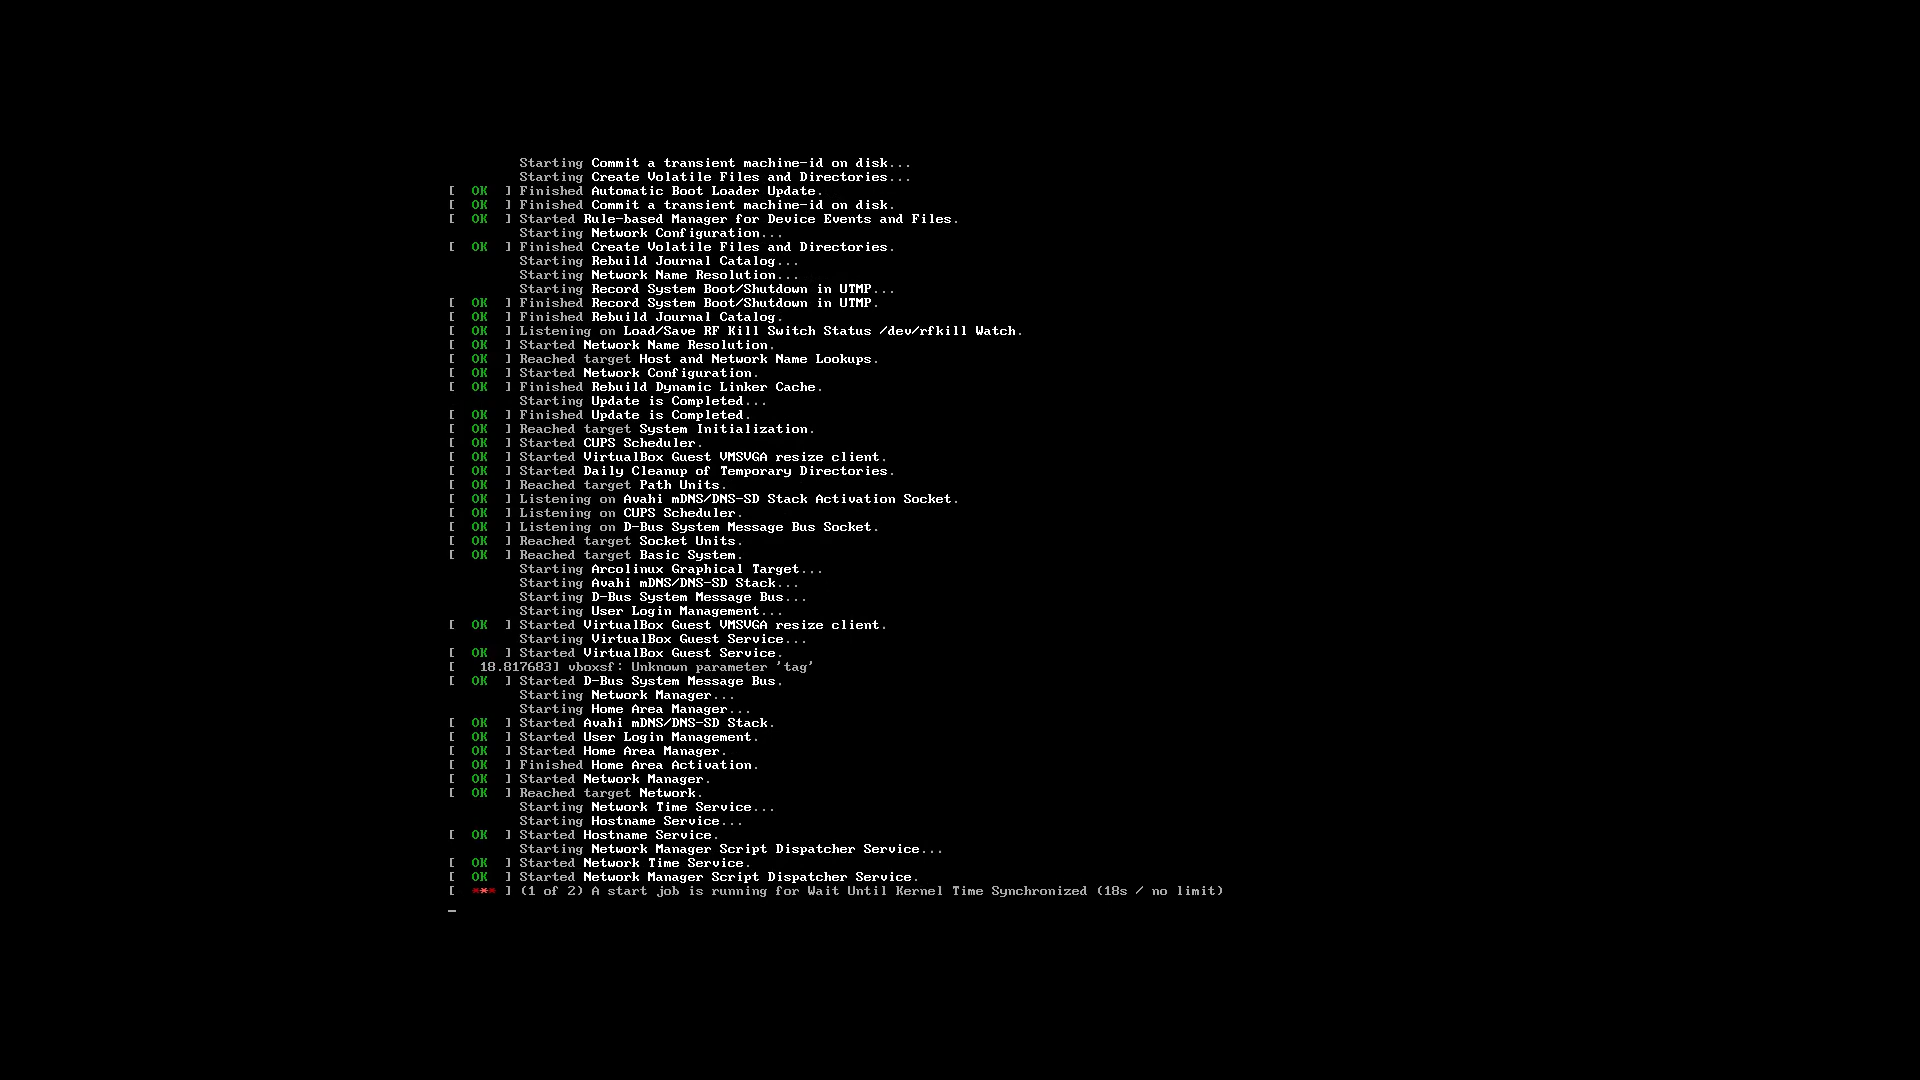 Starting Commit a transient machine-id on disk...
Starting Create Volatile Files and Directories...
[  OK  ] Finished Automatic Boot Loader Update.
[  OK  ] Finished Commit a transient machine-id on disk.
[  OK  ] Started Rule-based Manager for Device Events and Files.
Starting Network Configuration...
[  OK  ] Finished Create Volatile Files and Directories.
Starting Rebuild Journal Catalog...
Starting Network Name Resolution...
Starting Record System Boot/Shutdown in UTMP...
[  OK  ] Finished Record System Boot/Shutdown in UTMP.
[  OK  ] Finished Rebuild Journal Catalog.
[  OK  ] Listening on Load/Save RF Kill Switch Status /dev/rfkill Watch.
[  OK  ] Started Network Name Resolution.
[  OK  ] Reached target Host and Network Name Lookups.
[  OK  ] Started Network Configuration.
[  OK  ] Finished Rebuild Dynamic Linker Cache.
Starting Update is Completed...
[  OK  ] Finished Update is Completed.
[  OK  ] Reached target System Initialization.
[  OK  ] Started CUPS Scheduler.
[  OK  ] Started VirtualBox Guest VMSVGA resize client.
[  OK  ] Started Daily Cleanup of Temporary Directories.
[  OK  ] Reached target Path Units.
[  OK  ] Listening on Avahi mDNS/DNS-SD Stack Activation Socket.
[  OK  ] Listening on CUPS Scheduler.
[  OK  ] Listening on D-Bus System Message Bus Socket.
[  OK  ] Reached target Socket Units.
[  OK  ] Reached target Basic System.
Starting Arcolinux Graphical Target...
Starting Avahi mDNS/DNS-SD Stack...
Starting D-Bus System Message Bus...
Starting User Login Management...
[  OK  ] Started VirtualBox Guest VMSVGA resize client.
Starting VirtualBox Guest Service...
[  OK  ] Started VirtualBox Guest Service.
[   18.817683] vboxsf: Unknown parameter 'tag'
[  OK  ] Started D-Bus System Message Bus.
Starting Network Manager...
Starting Home Area Manager...
[  OK  ] Started Avahi mDNS/DNS-SD Stack.
[  OK  ] Started User Login Management.
[  OK  ] Started Home Area Manager.
[  OK  ] Finished Home Area Activation.
[  OK  ] Started Network Manager.
[  OK  ] Reached target Network.
Starting Network Time Service...
Starting Hostname Service...
[  OK  ] Started Hostname Service.
Starting Network Manager Script Dispatcher Service...
[  OK  ] Started Network Time Service.
[  OK  ] Started Network Manager Script Dispatcher Service.
[  *** ] (1 of 2) A start job is running for Wait Until Kernel Time Synchronized (18s / no limit)